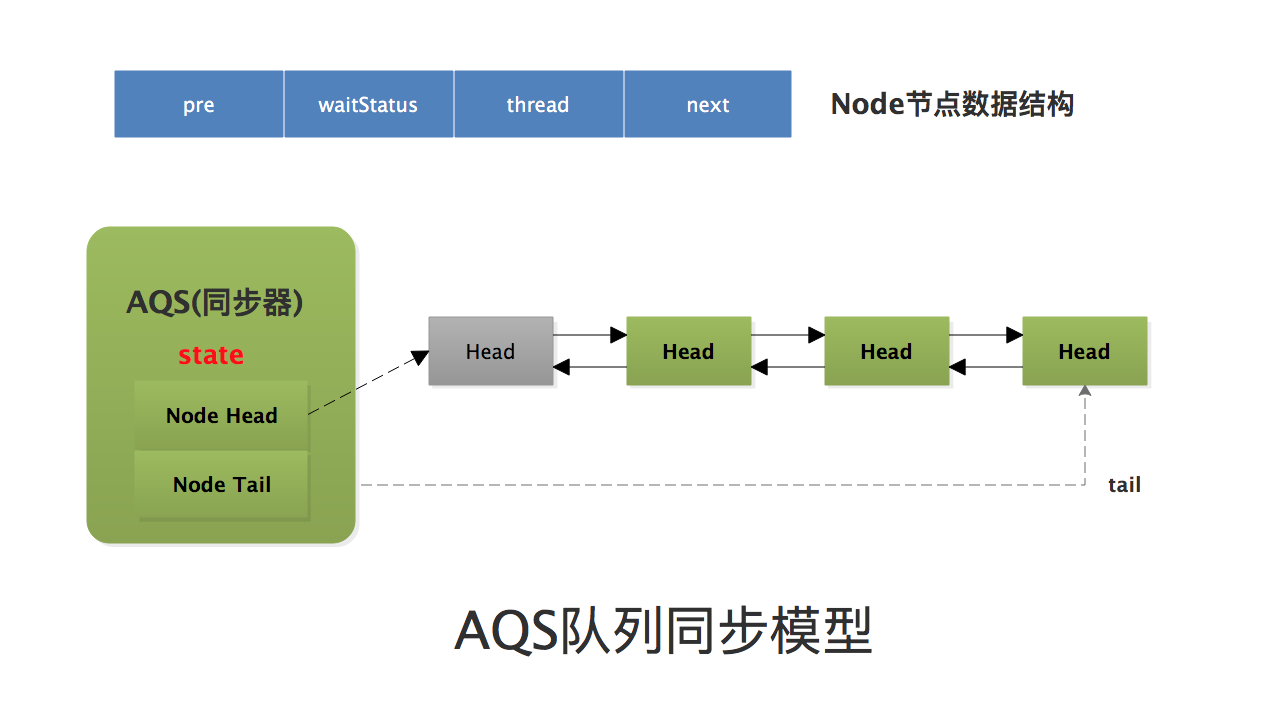 pre
waitStatus
thread
next
Node节点数据结构
AQS(同步器)
state
Node Head
Node Tail
Head
Head
Head
Head
tail
AQS队列同步模型